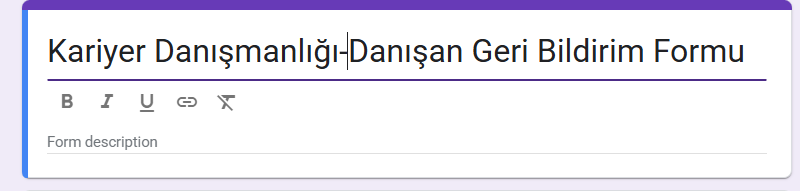 Kariyer Danışmanlığı-Danışan Geri Bildirim Formu
B I U
Form description